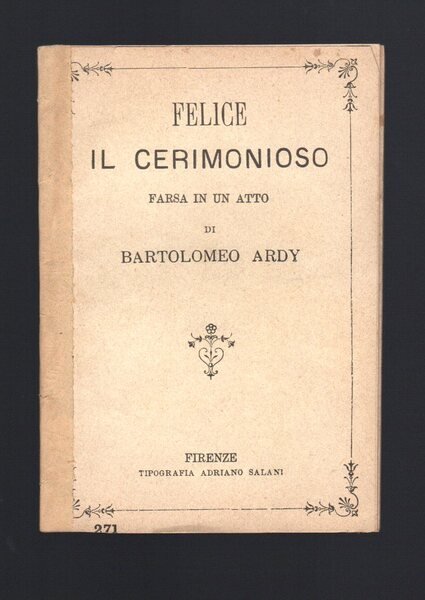 FELICE
IL CERIMONIOSO
FARSA IN UN ATTO
DI
BARTOLOMEO ARDY
FIRENZE
TIPOGRAFIA ADRIANO SALANI
271